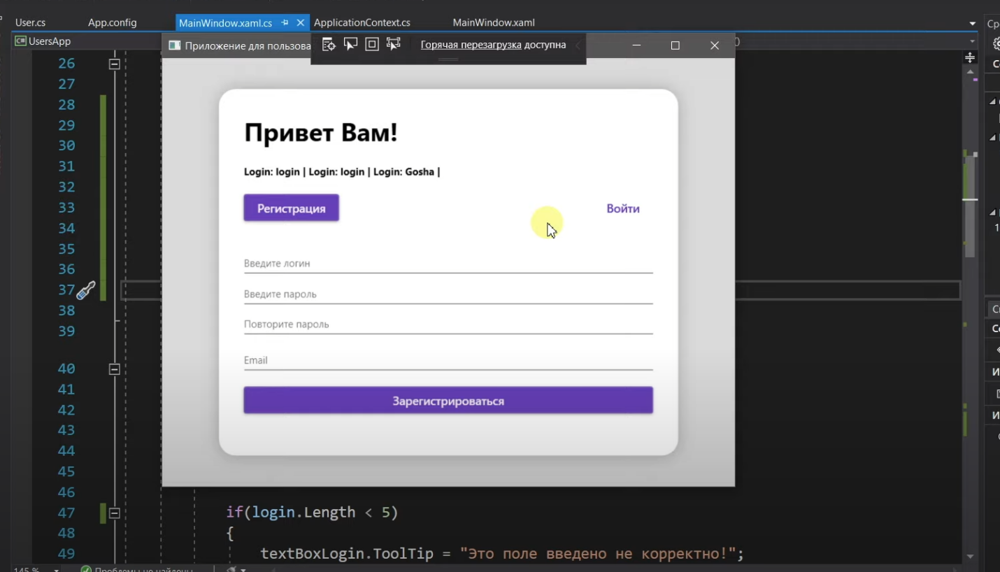 User.cs App.config MainWindow.xaml.cs ApplicationContext.cs MainWindow.xaml
UsersApp
Приложение для пользова
Горячая перезагрузка доступна
26
27
28
29
30
31
32
33
34
35
36
37
38
39
40
41
42
43
44
45
46
47
48
49
Привет Вам!
Login: login | Login: login | Login: Gosha |
Регистрация Войти
Введите логин
Введите пароль
Повторите пароль
Email
Зарегистрироваться
if(login.Length < 5)
{
textBoxLogin.ToolTip = "Это поле введено не корректно!";
145 % Проблемы не найдены